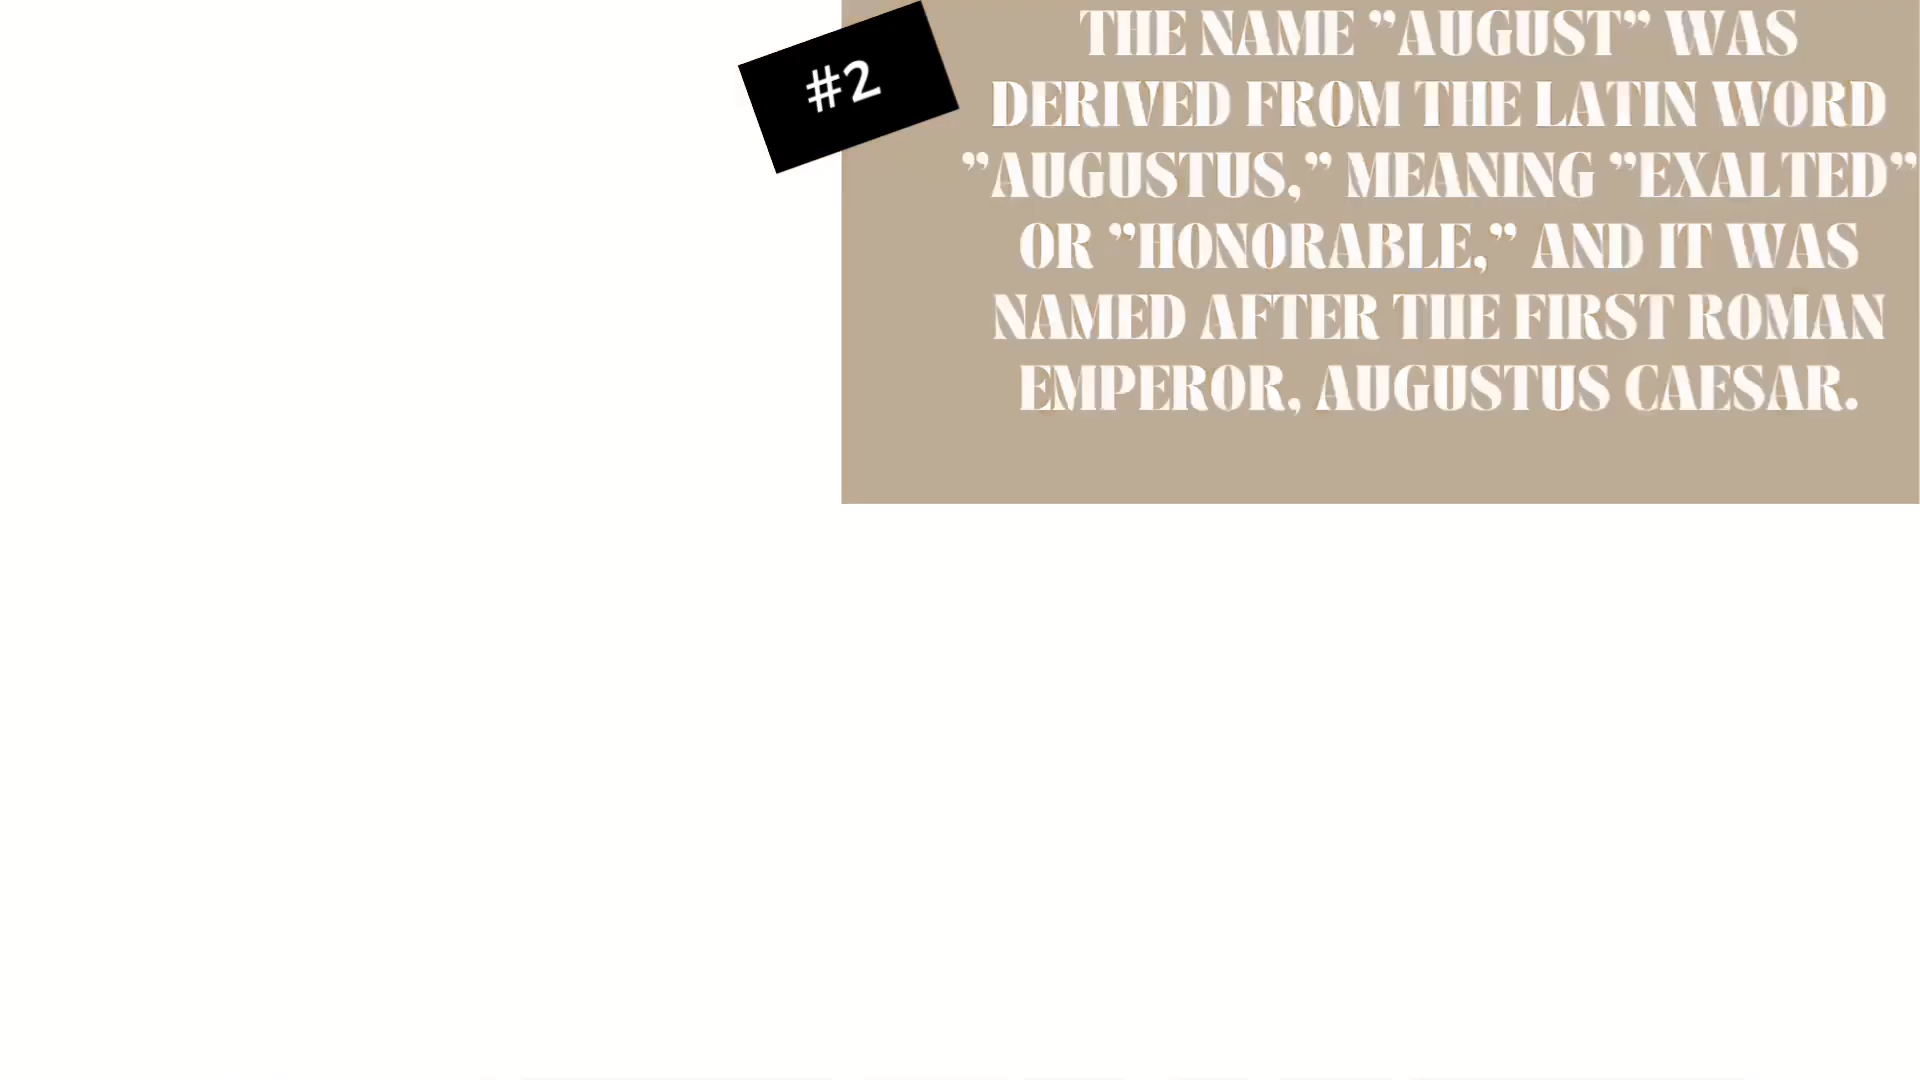 #2
THE NAME ”AUGUST” WAS
DERIVED FROM THE LATIN WORD
”AUGUSTUS,” MEANING ”EXALTED”
OR ”HONORABLE,” AND IT WAS
NAMED AFTER THE FIRST ROMAN
EMPEROR, AUGUSTUS CAESAR.